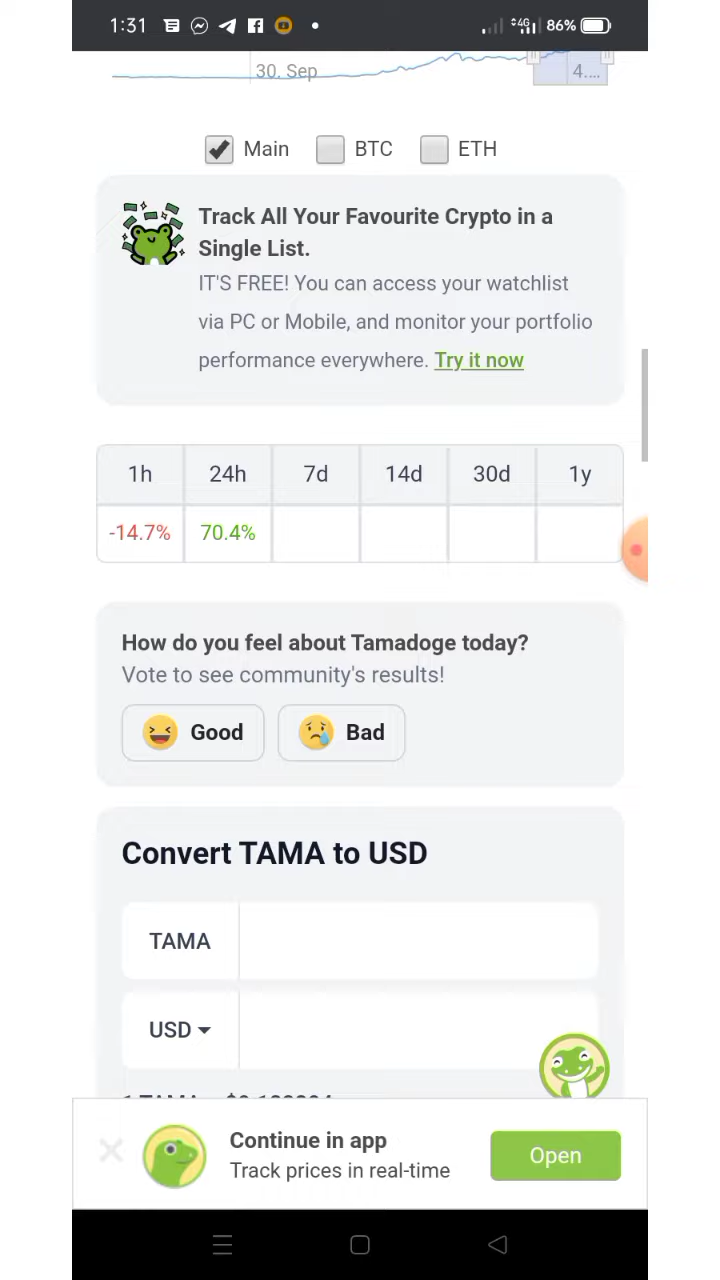 1:31 4G 86%
30. Sep 4....
Main BTC ETH
Track All Your Favourite Crypto in a
Single List.
IT'S FREE! You can access your watchlist
via PC or Mobile, and monitor your portfolio
performance everywhere. Try it now
1h 24h 7d 14d 30d 1y
-14.7% 70.4%
How do you feel about Tamadoge today?
Vote to see community's results!
Good Bad
Convert TAMA to USD
TAMA
USD
Continue in app
Track prices in real-time
Open